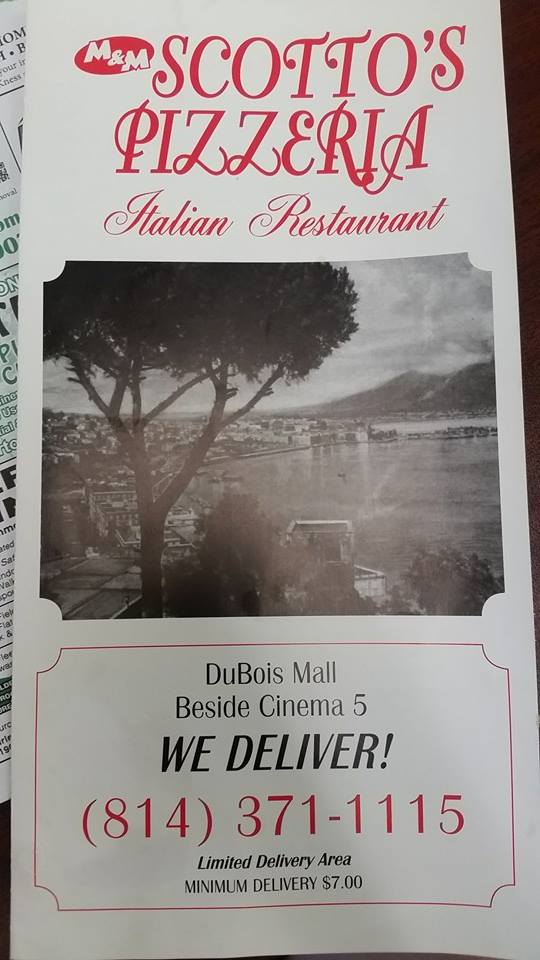 M&M SCOTTO'S
PIZZERIA
Italian Restaurant
DuBois Mall
Beside Cinema 5
WE DELIVER!
(814) 371-1115
Limited Delivery Area
MINIMUM DELIVERY $7.00